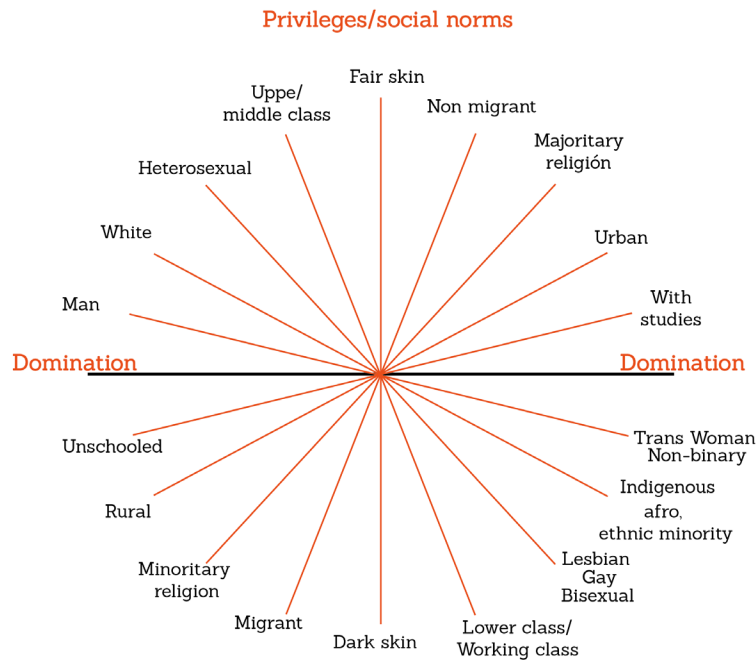 Privileges/social norms
Fair skin
Uppe/
middle class
Non migrant
Majoritary
religión
Heterosexual
White
Urban
Man
With
studies
Domination
Domination
Unschooled
Trans Woman
Non-binary
Rural
Indigenous
afro,
ethnic minority
Minoritary
religion
Lesbian
Gay
Bisexual
Migrant
Dark skin
Lower class/
Working class